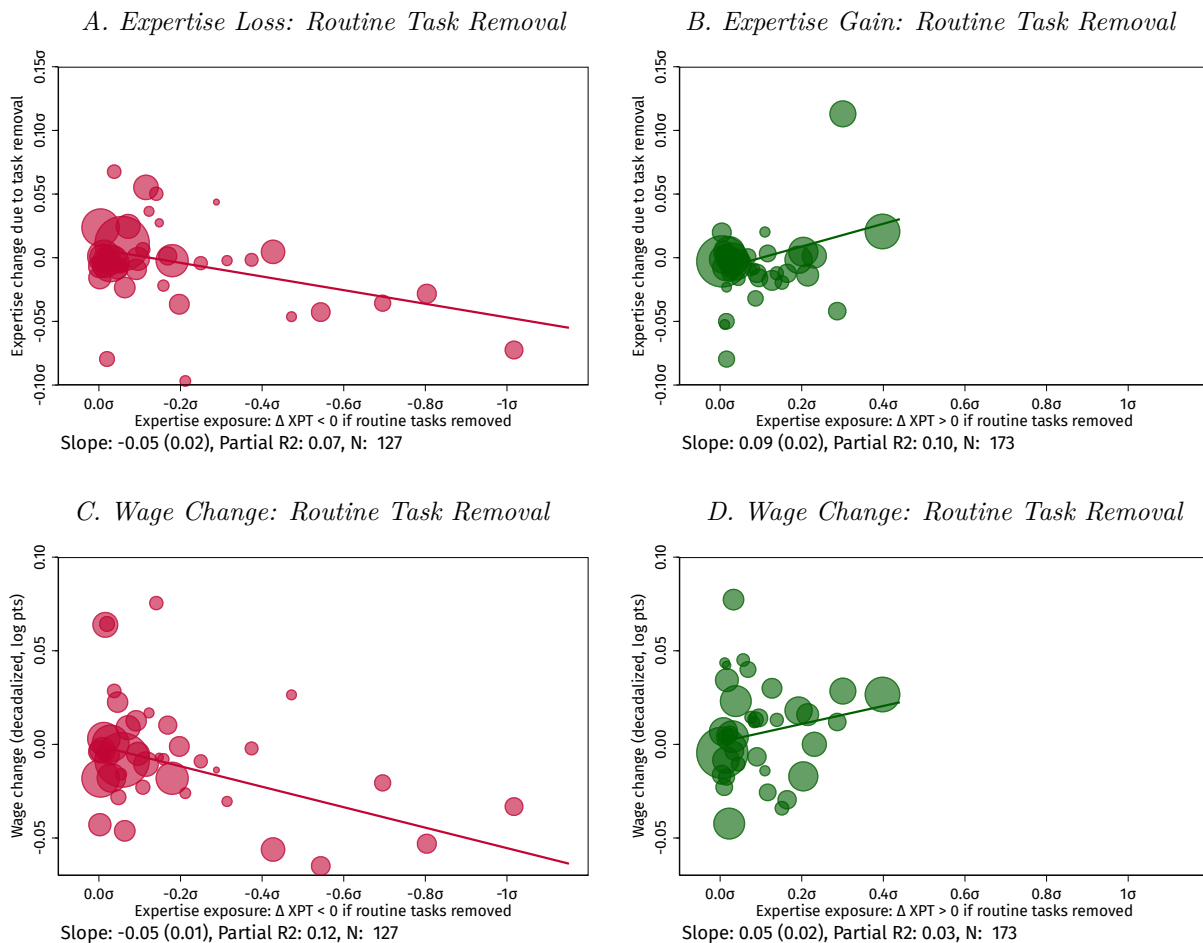 A. Expertise Loss: Routine Task Removal
Expertise change due to task removal
0.15σ
0.10σ
0.05σ
0.0σ
-0.05σ
-0.10σ
0.0σ -0.2σ -0.4σ -0.6σ -0.8σ -1σ
Expertise exposure: Δ XPT < 0 if routine tasks removed
Slope: -0.05 (0.02), Partial R2: 0.07, N: 127
B. Expertise Gain: Routine Task Removal
Expertise change due to task removal
0.15σ
0.10σ
0.05σ
0.0σ
-0.05σ
-0.10σ
0.0σ 0.2σ 0.4σ 0.6σ 0.8σ 1σ
Expertise exposure: Δ XPT > 0 if routine tasks removed
Slope: 0.09 (0.02), Partial R2: 0.10, N: 173
C. Wage Change: Routine Task Removal
Wage change (decadalized, log pts)
0.10
0.05
0.00
-0.05
0.0σ -0.2σ -0.4σ -0.6σ -0.8σ -1σ
Expertise exposure: Δ XPT < 0 if routine tasks removed
Slope: -0.05 (0.01), Partial R2: 0.12, N: 127
D. Wage Change: Routine Task Removal
Wage change (decadalized, log pts)
0.10
0.05
0.00
-0.05
0.0σ 0.2σ 0.4σ 0.6σ 0.8σ 1σ
Expertise exposure: Δ XPT > 0 if routine tasks removed
Slope: 0.05 (0.02), Partial R2: 0.03, N: 173